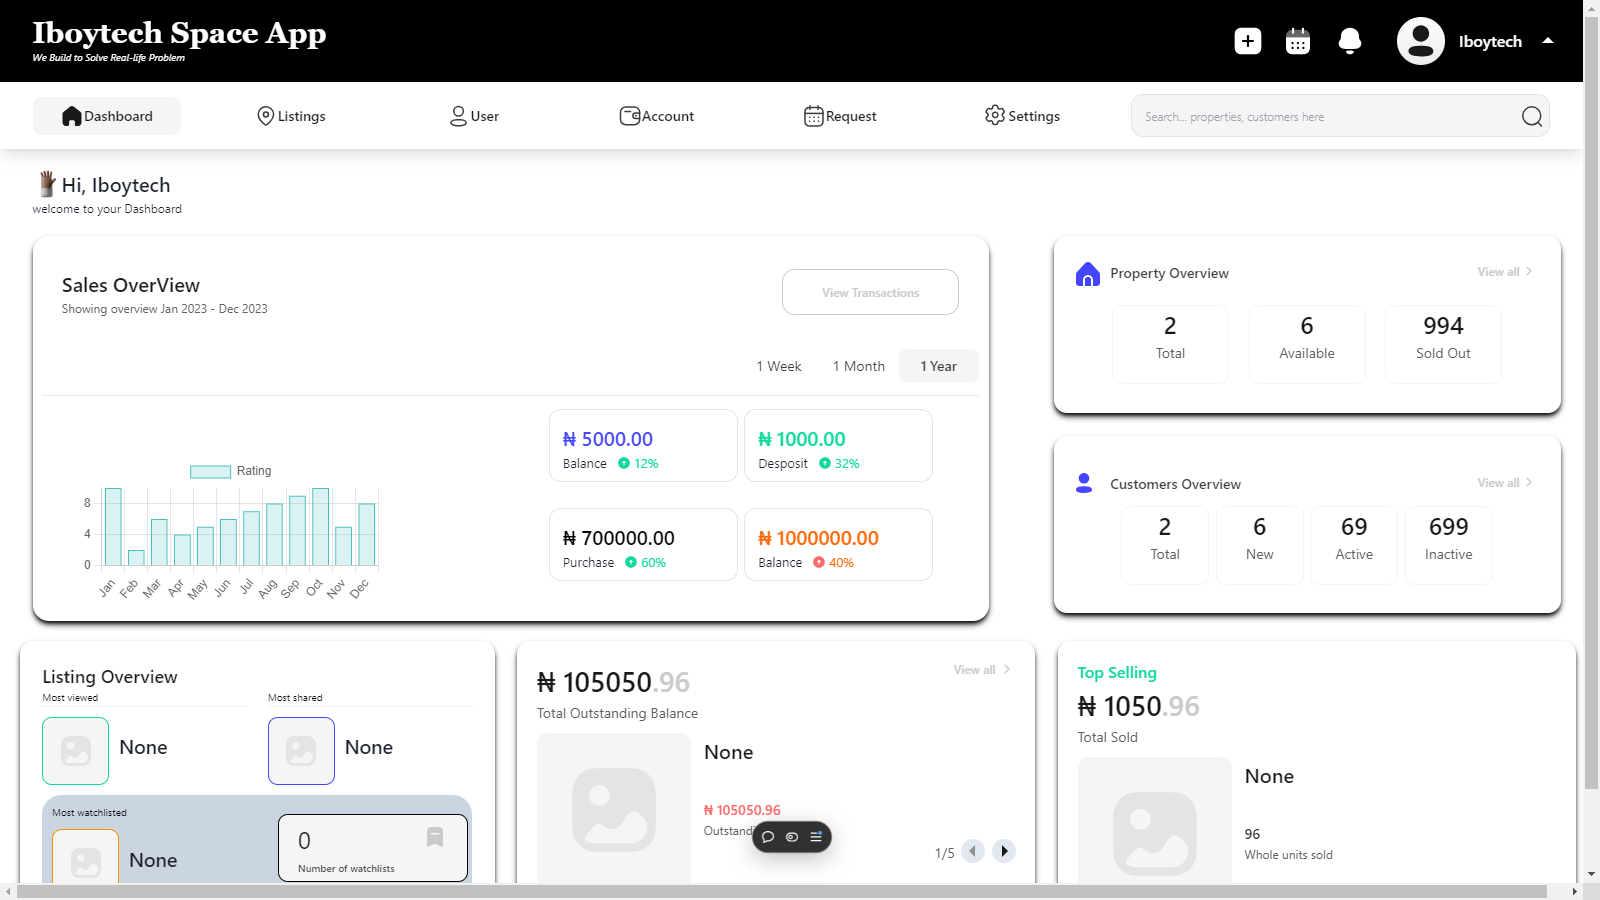 Iboytech Space App
We Build to Solve Real-life Problem
Iboytech
Dashboard
Listings
User
Account
Request
Settings
Search... properties, customers here
Hi, Iboytech
welcome to your Dashboard
Sales OverView
Showing overview Jan 2023 - Dec 2023
View Transactions
1 Week
1 Month
1 Year
Rating
8
4
0
Jan
Feb
Mar
Apr
May
Jun
Jul
Aug
Sep
Oct
Nov
Dec
₦ 5000.00
Balance 12%
₦ 1000.00
Desposit 32%
₦ 700000.00
Purchase 60%
₦ 1000000.00
Balance 40%
Property Overview
View all
2
Total
6
Available
994
Sold Out
Customers Overview
View all
2
Total
6
New
69
Active
699
Inactive
Listing Overview
Most viewed
None
Most shared
None
Most watchlisted
None
0
Number of watchlists
₦ 105050.96
View all
Total Outstanding Balance
None
₦ 105050.96
Outstandi
1/5
Top Selling
₦ 1050.96
Total Sold
None
96
Whole units sold